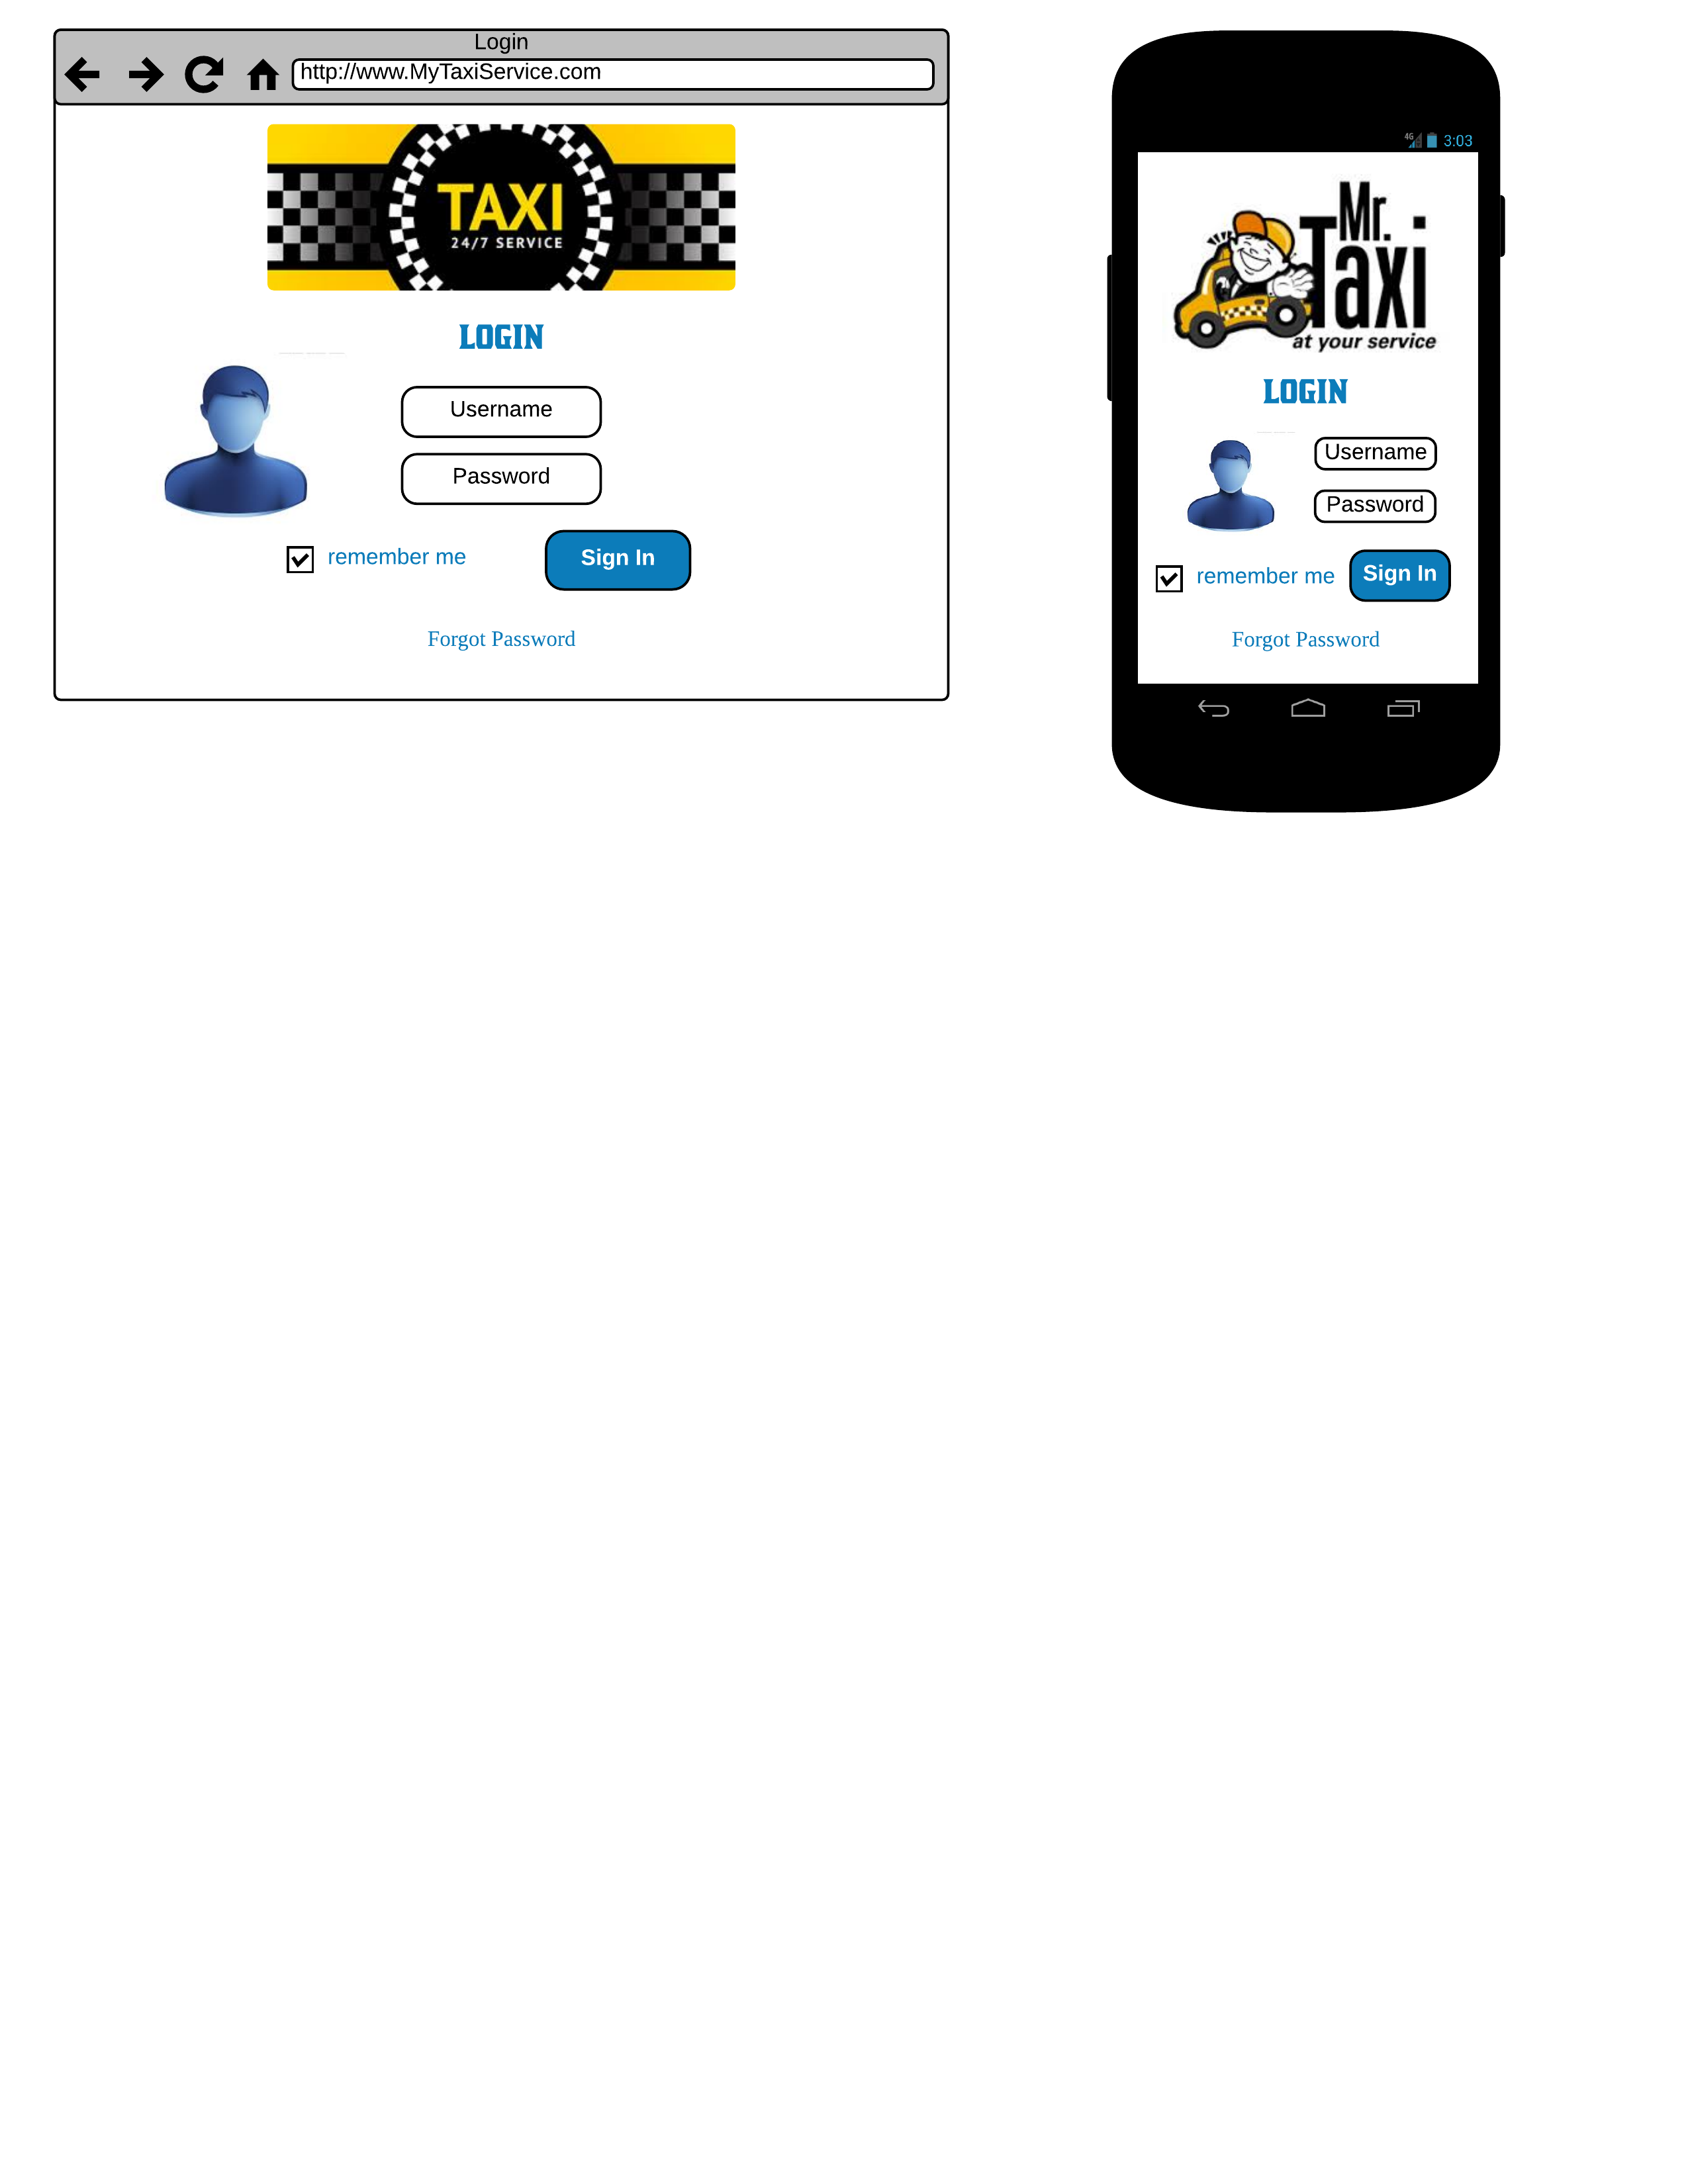 Login
http://www.MyTaxiService.com
TAXI
24/7 SERVICE
LOGIN
Username
Password
remember me
Sign In
Forgot Password
4G
3:03
Mr.
Taxi
at your service
LOGIN
Username
Password
remember me
Sign In
Forgot Password